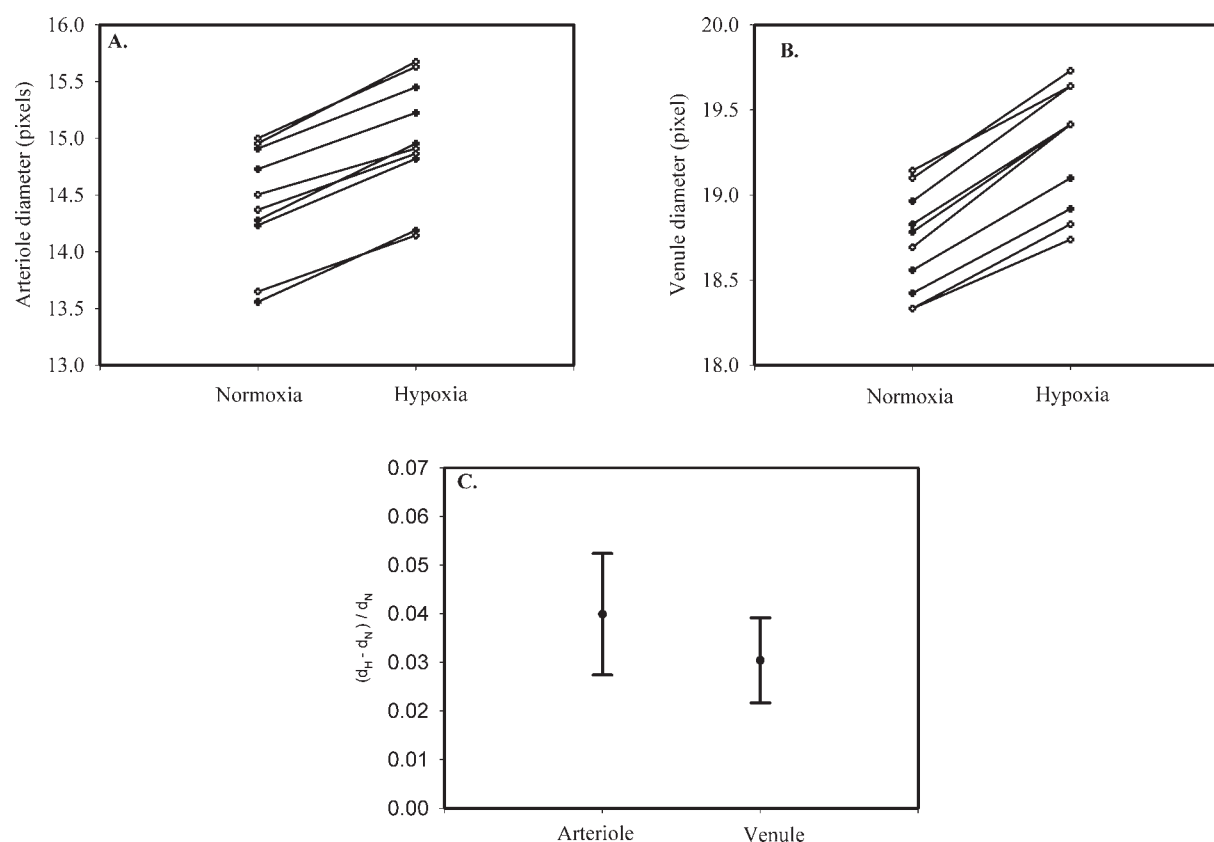 A.
Arteriole diameter (pixels)
16.0
15.5
15.0
14.5
14.0
13.5
13.0
Normoxia Hypoxia
B.
Venule diameter (pixel)
20.0
19.5
19.0
18.5
18.0
Normoxia Hypoxia
C.
(dH - dN) / dN
0.07
0.06
0.05
0.04
0.03
0.02
0.01
0.00
Arteriole Venule